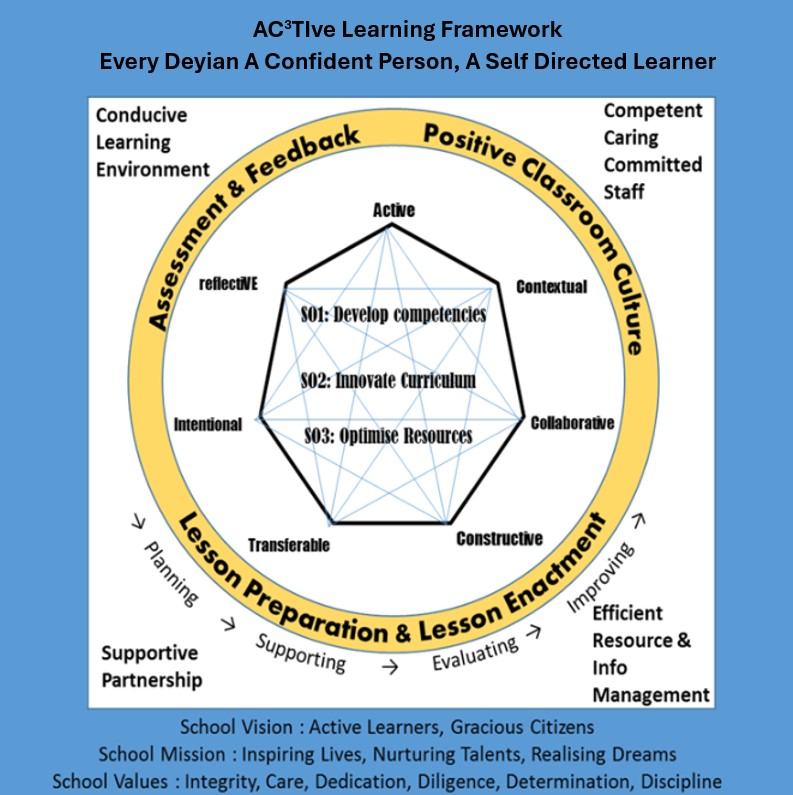 AC³TIve Learning Framework
Every Deyian A Confident Person, A Self Directed Learner
Conducive
Learning
Environment
Competent
Caring
Committed
Staff
Assessment & Feedback
Positive Classroom Culture
Active
reflectiVE
Contextual
SO1: Develop competencies
SO2: Innovate Curriculum
SO3: Optimise Resources
Intentional
Collaborative
Transferable
Constructive
Lesson Preparation & Lesson Enactment
→ Planning → Supporting → Evaluating → Improving →
Supportive
Partnership
Efficient
Resource &
Info
Management
School Vision : Active Learners, Gracious Citizens
School Mission : Inspiring Lives, Nurturing Talents, Realising Dreams
School Values : Integrity, Care, Dedication, Diligence, Determination, Discipline